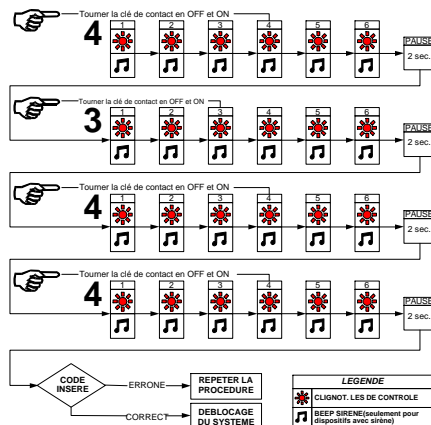 Tourner la clé de contact en OFF et ON
4
1 2 3 4 5 6
PAUSE
2 sec.
Tourner la clé de contact en OFF et ON
3
1 2 3 4 5 6
PAUSE
2 sec.
Tourner la clé de contact en OFF et ON
4
1 2 3 4 5 6
PAUSE
2 sec.
Tourner la clé de contact en OFF et ON
4
1 2 3 4 5 6
PAUSE
2 sec.
CODE
INSERE
ERRONE
REPETER LA
PROCEDURE
CORRECT
DEBLOCAGE
DU SYSTEME
LEGENDE
CLIGNOT. LES DE CONTROLE
BEEP SIRENE(seulement pour
dispositifs avec sirène)